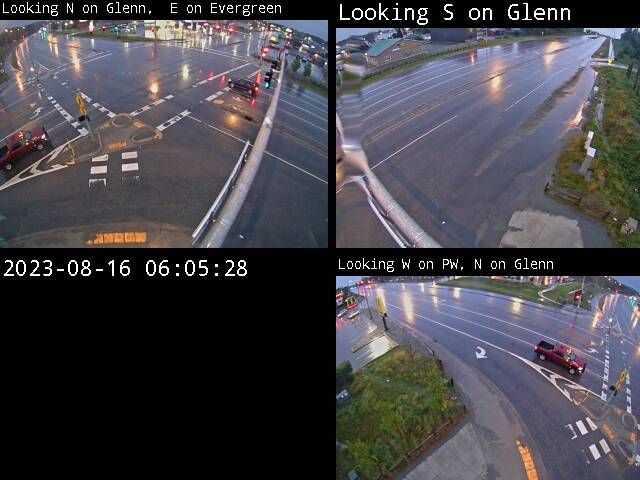 Looking N on Glenn,  E on Evergreen
Looking S on Glenn
2023-08-16 06:05:28
Looking W on PW, N on Glenn